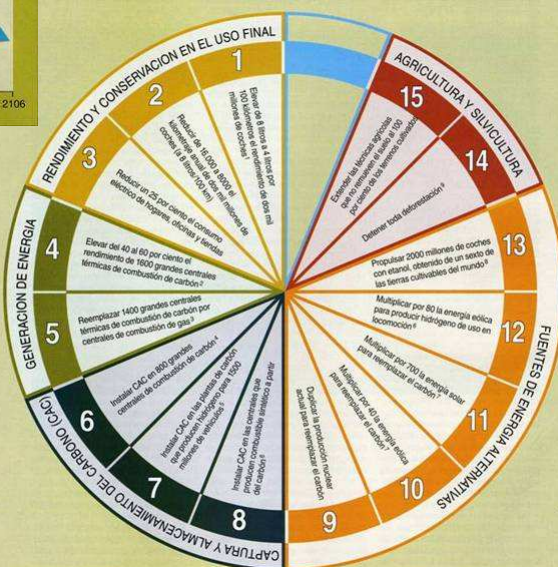 2106
RENDIMIENTO Y CONSERVACION EN EL USO FINAL
1
Elevar de 8 litros a 4 litros por
100 kilómetros el rendimiento de dos mil
millones de coches¹
2
Reducir de 16.000 a 8000 el
kilometraje anual de dos mil millones de
coches (a 8 litros/100 km)
3
Reducir un 25 por ciento el consumo
eléctrico de hogares, oficinas y tiendas
GENERACION DE ENERGIA
4
Elevar del 40 al 60 por ciento el
rendimiento de 1600 grandes centrales
térmicas de combustión de carbón²
5
Reemplazar 1400 grandes centrales
térmicas de combustión de carbón por
centrales de combustión de gas³
CAPTURA Y ALMACENAMIENTO DEL CARBONO (CAC)
6
Instalar CAC en 800 grandes
centrales de combustión de carbón⁴
7
Instalar CAC en las plantas de carbón
que producen hidrógeno para 1500
millones de vehículos⁵
8
Instalar CAC en las centrales que
producen combustible sintético a partir
del carbón⁶
FUENTES DE ENERGIA ALTERNATIVAS
9
Duplicar la producción nuclear
actual para reemplazar el carbón
10
Multiplicar por 40 la energía eólica
para reemplazar el carbón⁷
11
Multiplicar por 700 la energía solar
para reemplazar el carbón⁷
12
Multiplicar por 80 la energía eólica
para producir hidrógeno de uso en
locomoción⁶
13
Propulsar 2000 millones de coches
con etanol, obtenido de un sexto de
las tierras cultivables del mundo⁸
AGRICULTURA Y SILVICULTURA
14
Detener toda deforestación⁹
15
Extender las técnicas agrícolas
que no remueven el suelo al 100
por ciento de los terrenos cultivados